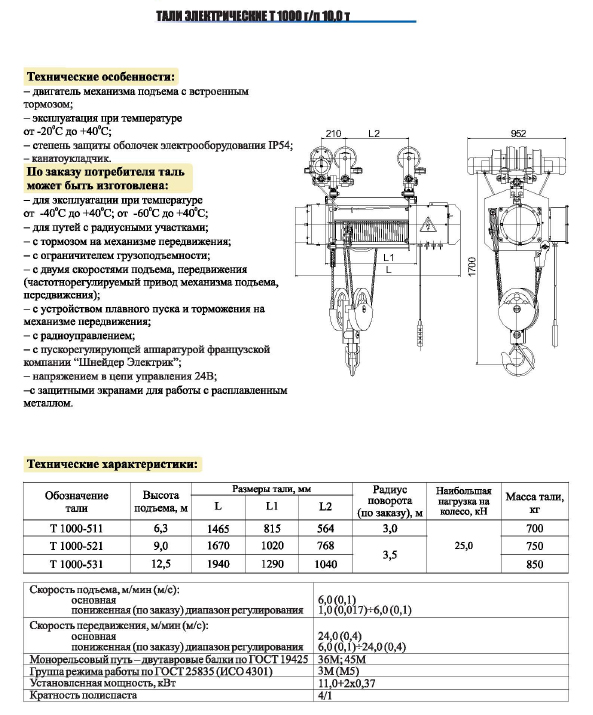 ТАЛИ ЭЛЕКТРИЧЕСКИЕ Т 1000 г/п 10,0 т
Технические особенности:
– двигатель механизма подъема с встроенным
тормозом;
– эксплуатация при температуре
от -20⁰С до +40⁰С;
– степень защиты оболочек электрооборудования IP54;
– канатоукладчик.
По заказу потребителя таль
может быть изготовлена:
– для эксплуатации при температуре
от -40⁰С до +40⁰С; от -60⁰С до +40⁰С;
– для путей с радиусными участками;
– с тормозом на механизме передвижения;
– с ограничителем грузоподъемности;
– с двумя скоростями подъема, передвижения
(частотнорегулируемый привод механизма подъема,
передвижения);
– с устройством плавного пуска и торможения на
механизме передвижения;
– с радиоуправлением;
– с пускорегулирующей аппаратурой французской
компании “Шнейдер Электрик”;
– напряжением в цепи управления 24В;
–с защитными экранами для работы с расплавленным
металлом.
210 L2 952
L1
L
1700
Технические характеристики:
Обозначение тали Высота подъема, м Размеры тали, мм Радиус поворота (по заказу), м Наибольшая нагрузка на колесо, кН Масса тали, кг
L L1 L2
Т 1000-511 6,3 1465 815 564 3,0 25,0 700
Т 1000-521 9,0 1670 1020 768 3,5 750
Т 1000-531 12,5 1940 1290 1040 850
Скорость подъема, м/мин (м/с):
основная 6,0 (0,1)
пониженная (по заказу) диапазон регулирования 1,0 (0,017)÷6,0 (0,1)
Скорость передвижения, м/мин (м/с):
основная 24,0 (0,4)
пониженная (по заказу) диапазон регулирования 6,0 (0,1)÷24,0 (0,4)
Монорельсовый путь – двутавровые балки по ГОСТ 19425 36М; 45М
Группа режима работы по ГОСТ 25835 (ИСО 4301) 3М (М5)
Установленная мощность, кВт 11,0+2х0,37
Кратность полиспаста 4/1